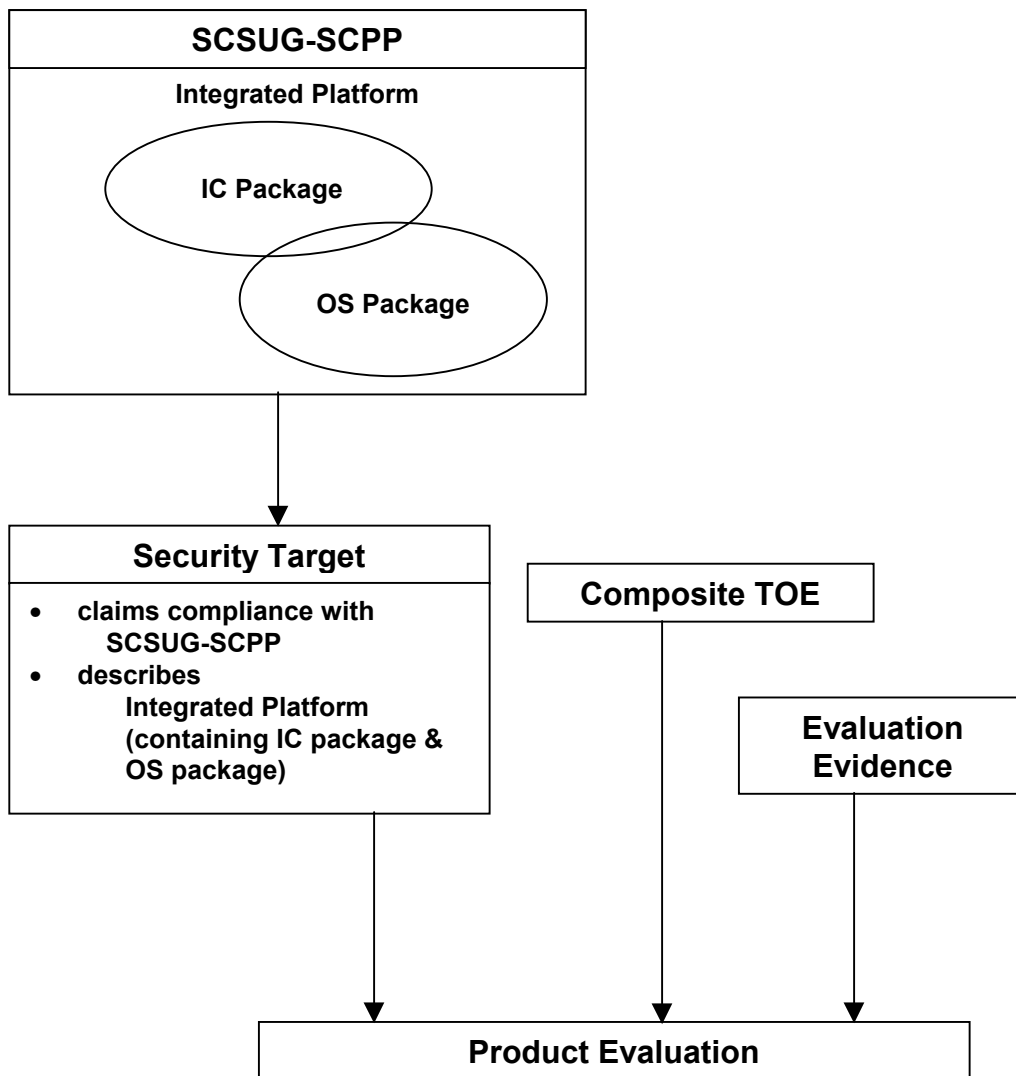 SCSUG-SCPP
Integrated Platform
IC Package
OS Package
Security Target
• claims compliance with
SCSUG-SCPP
• describes
Integrated Platform
(containing IC package &
OS package)
Composite TOE
Evaluation
Evidence
Product Evaluation